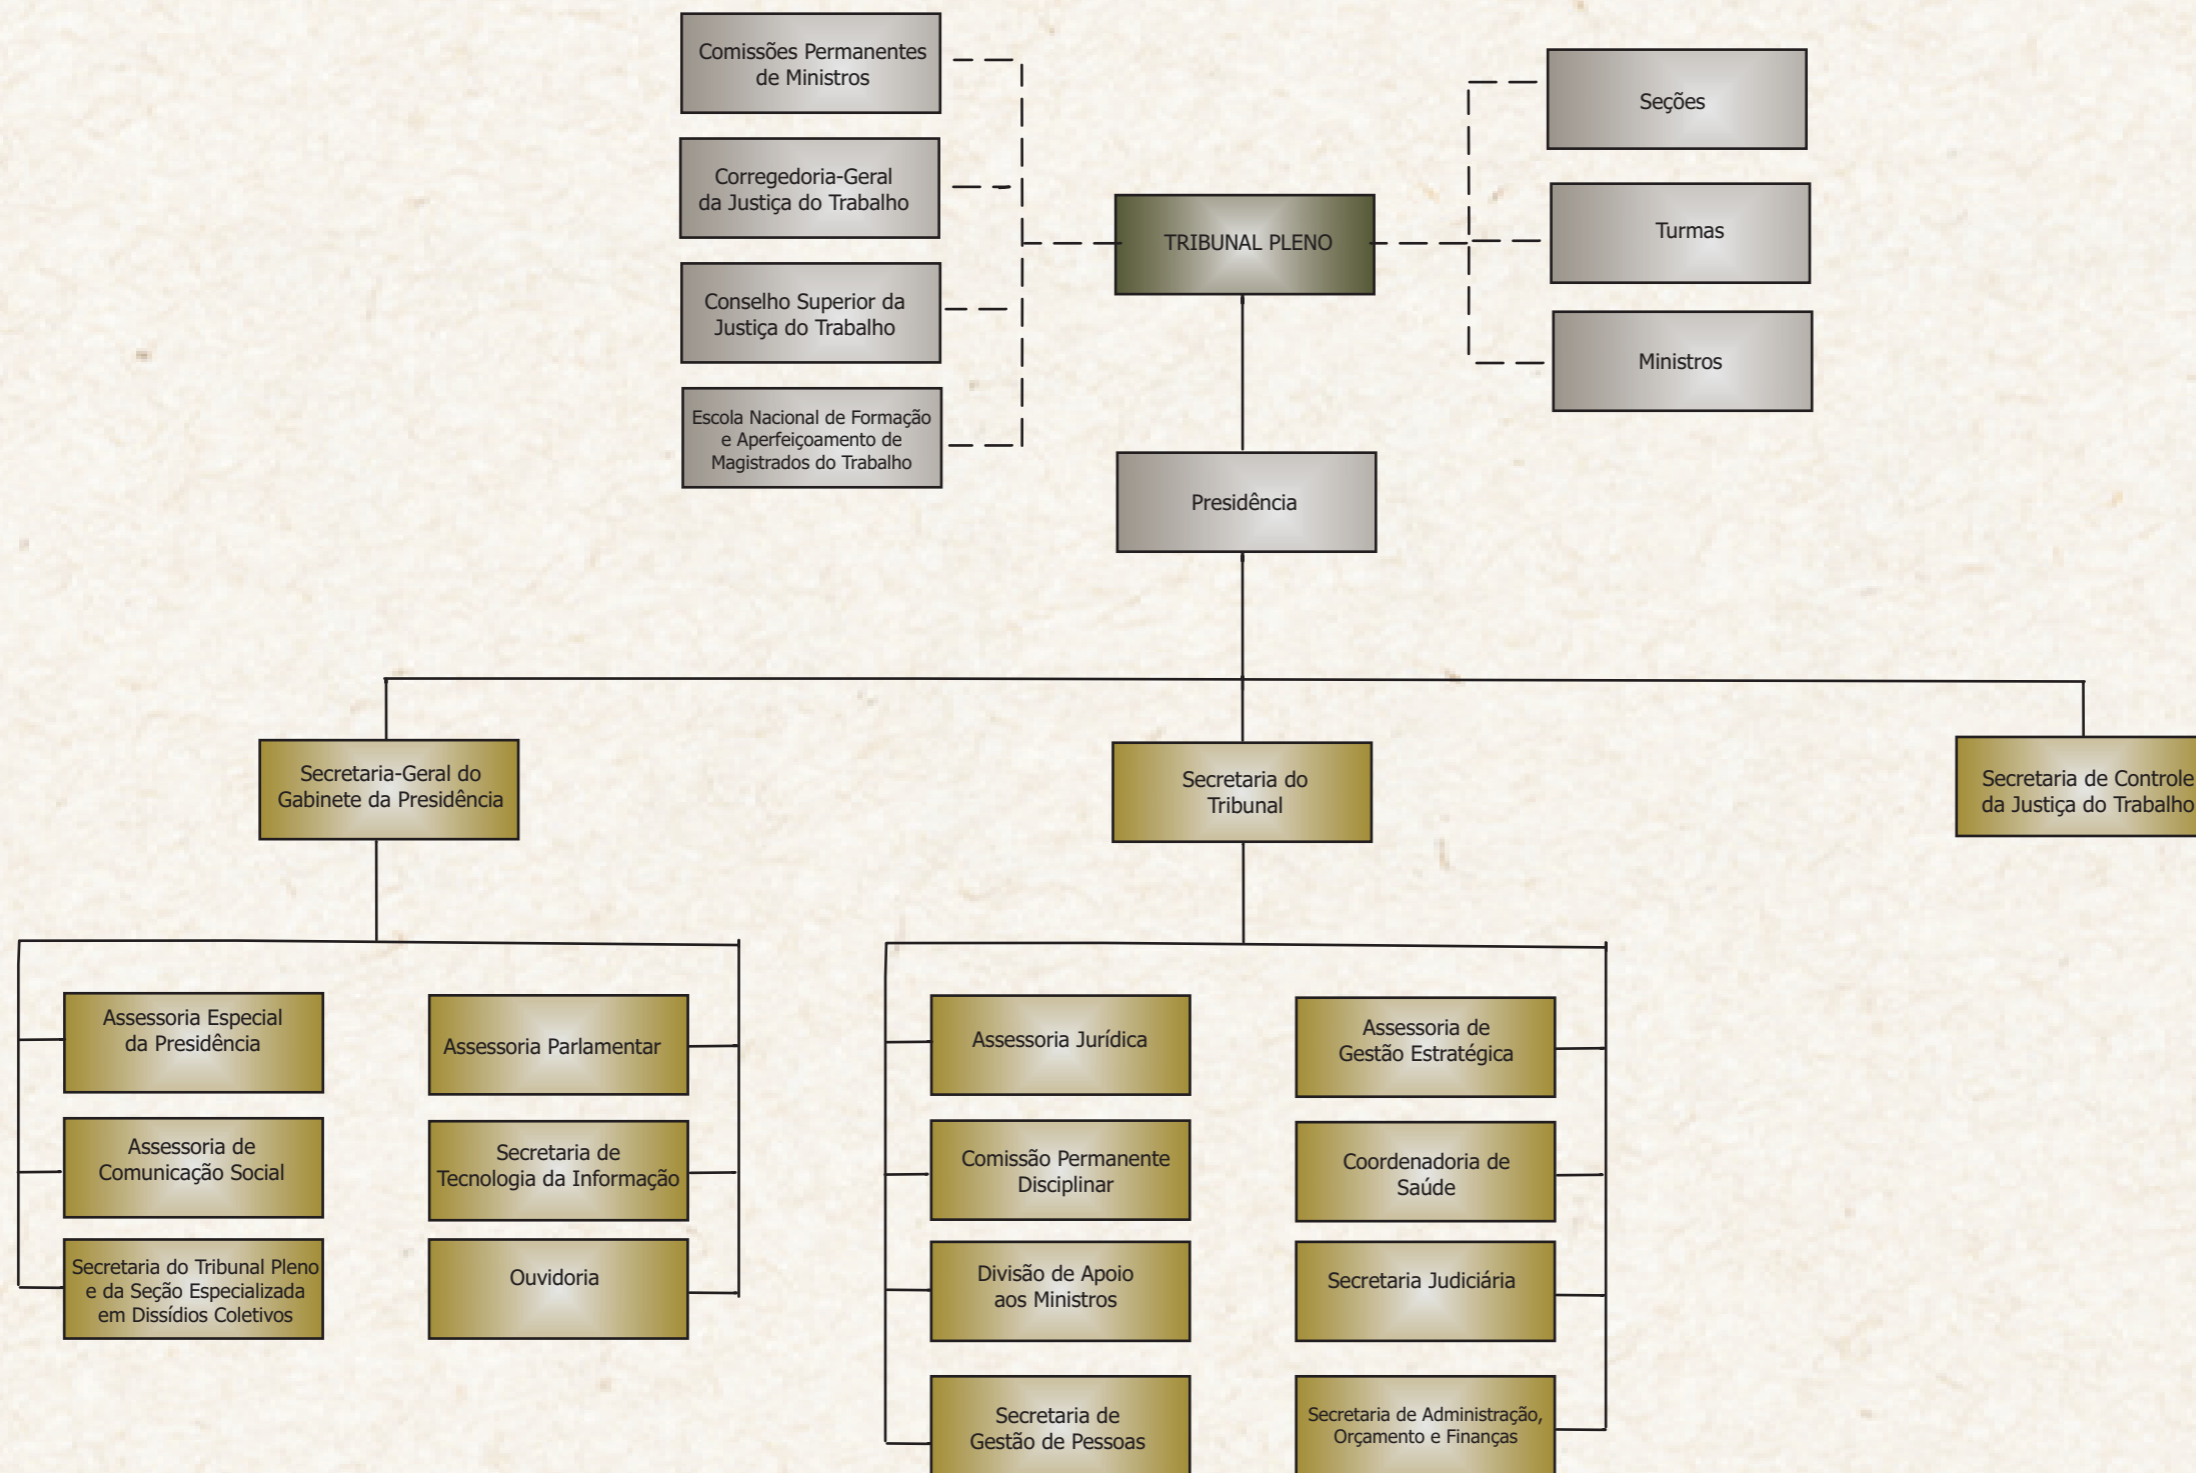 Comissões Permanentes
de Ministros
Corregedoria-Geral
da Justiça do Trabalho
Conselho Superior da
Justiça do Trabalho
Escola Nacional de Formação
e Aperfeiçoamento de
Magistrados do Trabalho
TRIBUNAL PLENO
Seções
Turmas
Ministros
Presidência
Secretaria-Geral do
Gabinete da Presidência
Secretaria do
Tribunal
Secretaria de Controle
da Justiça do Trabalho
Assessoria Especial
da Presidência
Assessoria de
Comunicação Social
Secretaria do Tribunal Pleno
e da Seção Especializada
em Dissídios Coletivos
Assessoria Parlamentar
Secretaria de
Tecnologia da Informação
Ouvidoria
Assessoria Jurídica
Comissão Permanente
Disciplinar
Divisão de Apoio
aos Ministros
Secretaria de
Gestão de Pessoas
Assessoria de
Gestão Estratégica
Coordenadoria de
Saúde
Secretaria Judiciária
Secretaria de Administração,
Orçamento e Finanças